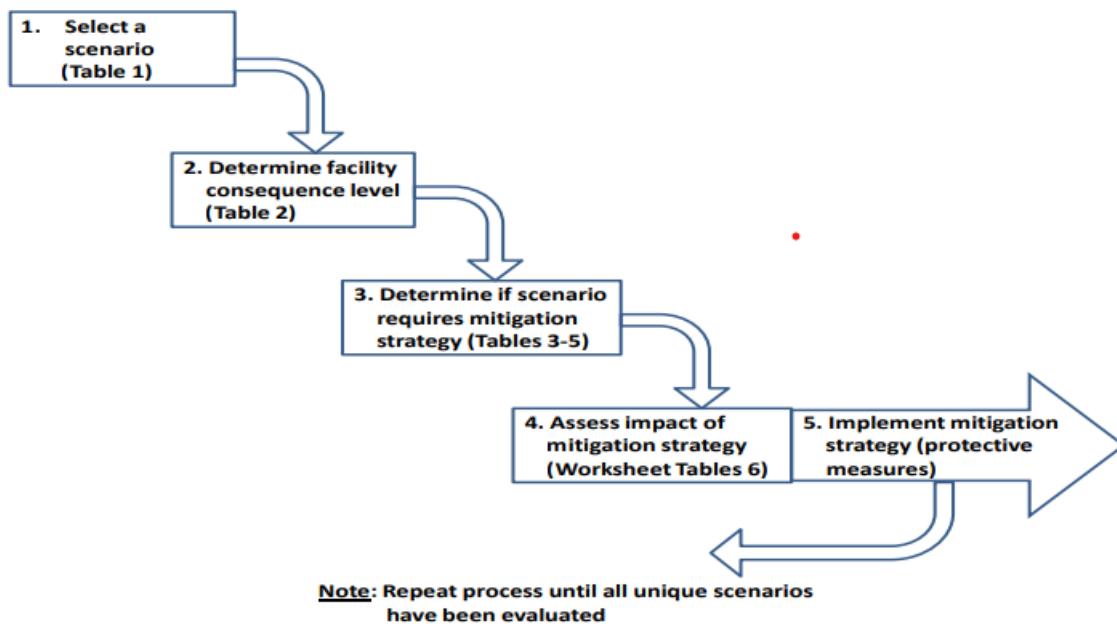 1. Select a
scenario
(Table 1)
2. Determine facility
consequence level
(Table 2)
3. Determine if scenario
requires mitigation
strategy (Tables 3-5)
4. Assess impact of
mitigation strategy
(Worksheet Tables 6)
5. Implement mitigation
strategy (protective
measures)
Note: Repeat process until all unique scenarios
have been evaluated